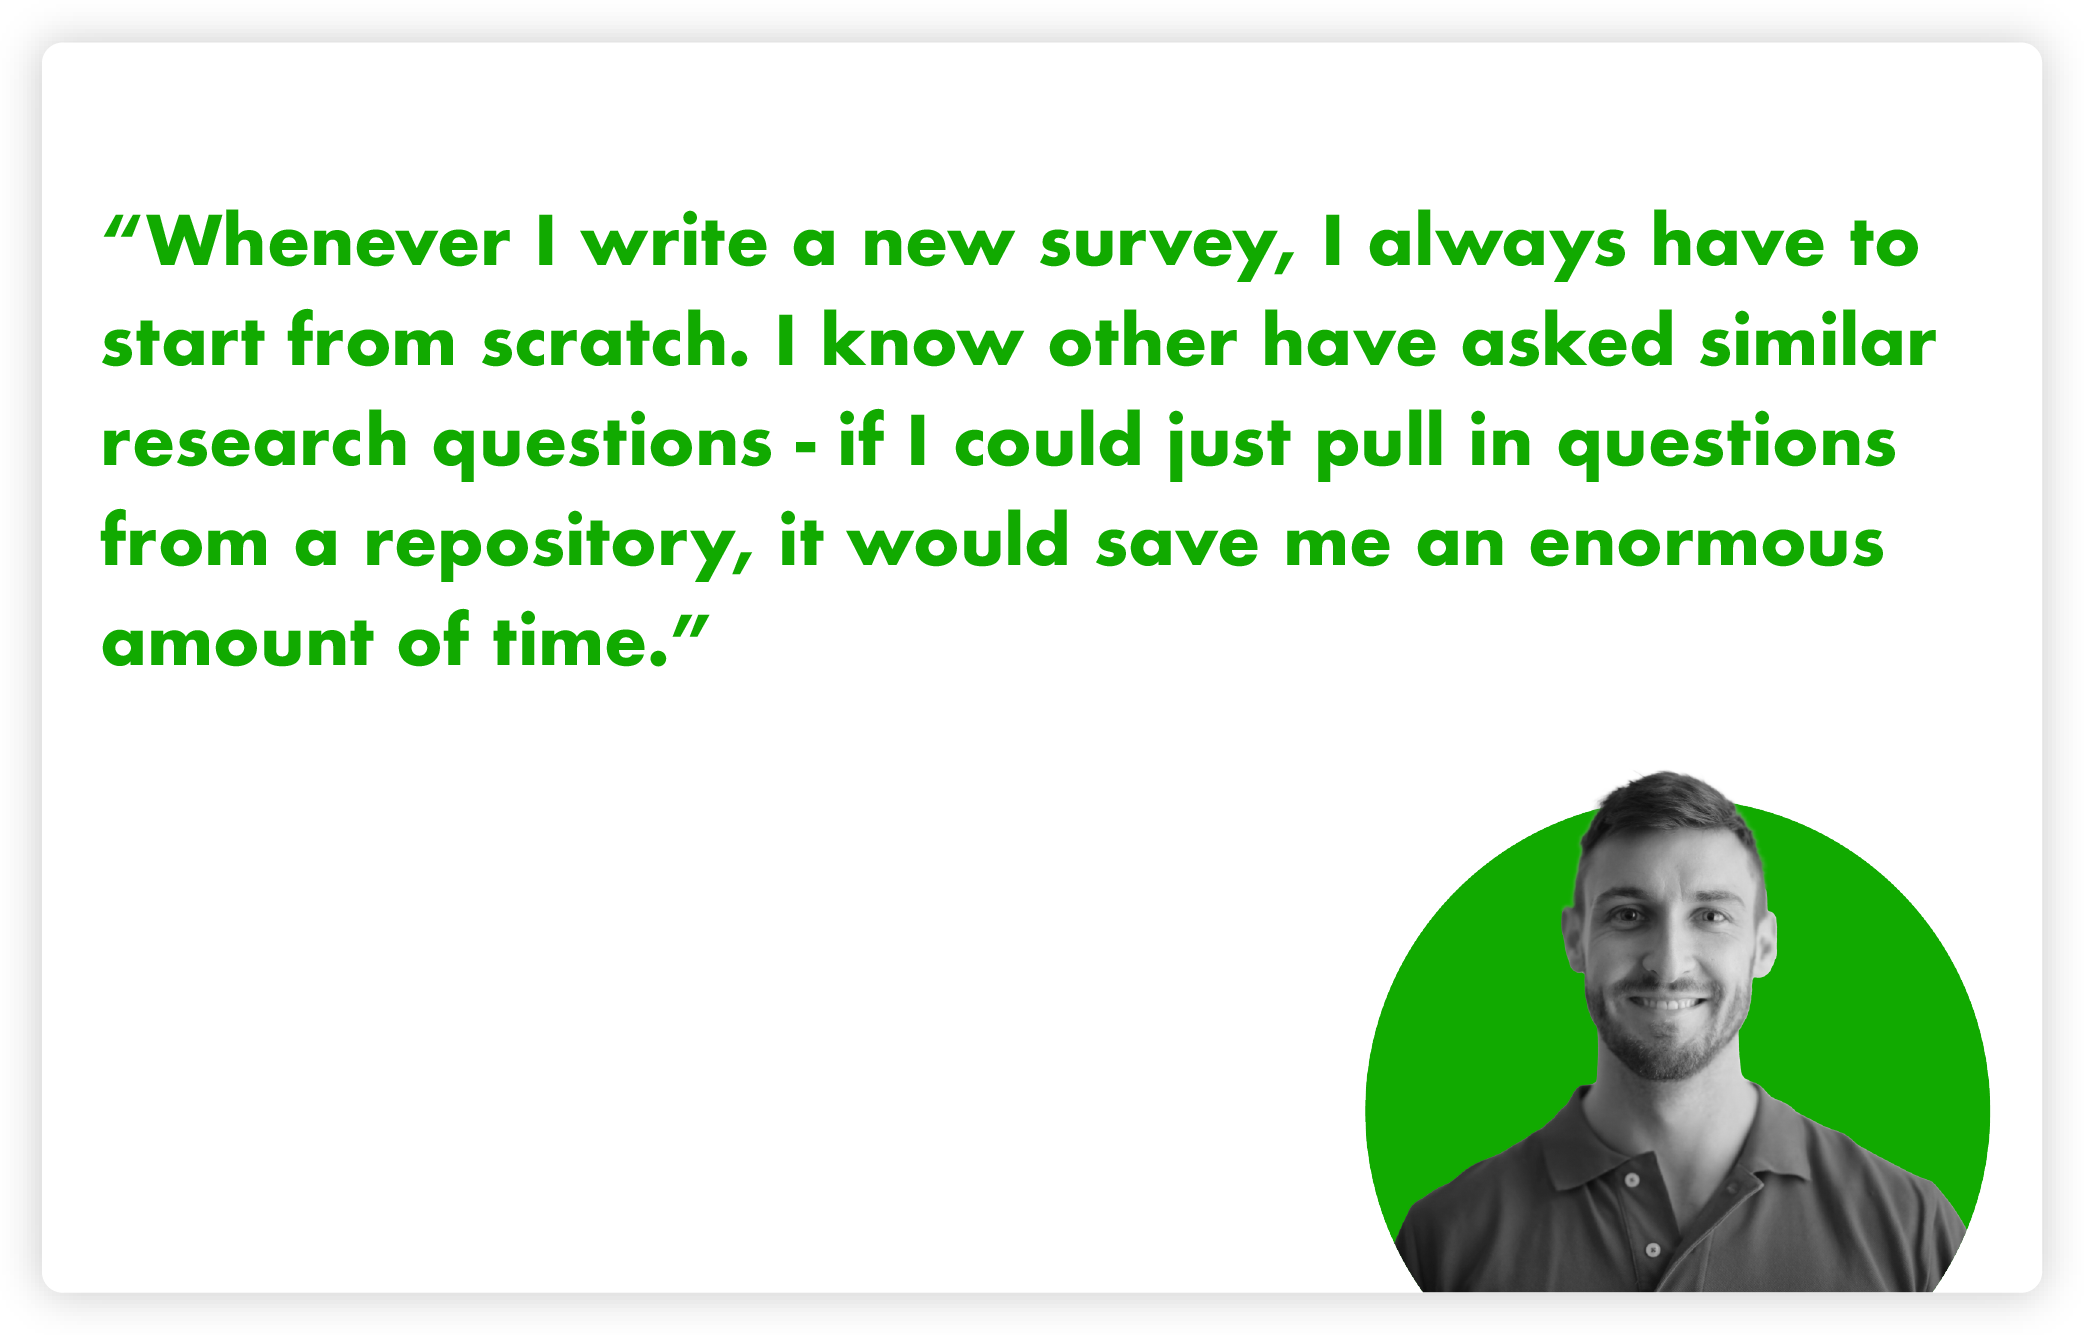 “Whenever I write a new survey, I always have to
start from scratch. I know other have asked similar
research questions - if I could just pull in questions
from a repository, it would save me an enormous
amount of time.”